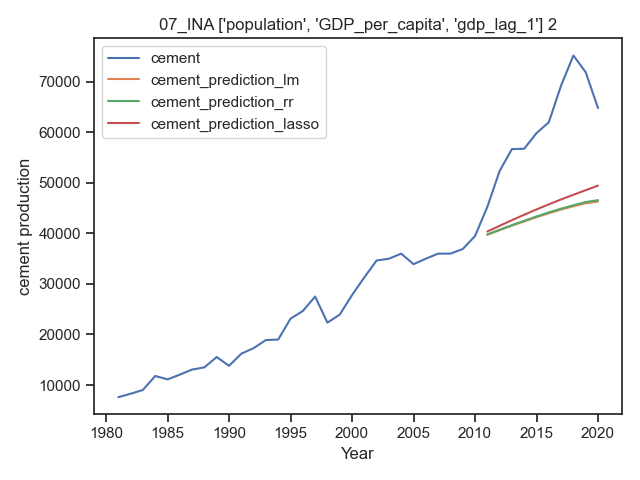 07_INA ['population', 'GDP_per_capita', 'gdp_lag_1'] 2
cement
cement_prediction_lm
cement_prediction_rr
cement_prediction_lasso
cement production
70000
60000
50000
40000
30000
20000
10000
1980 1985 1990 1995 2000 2005 2010 2015 2020
Year